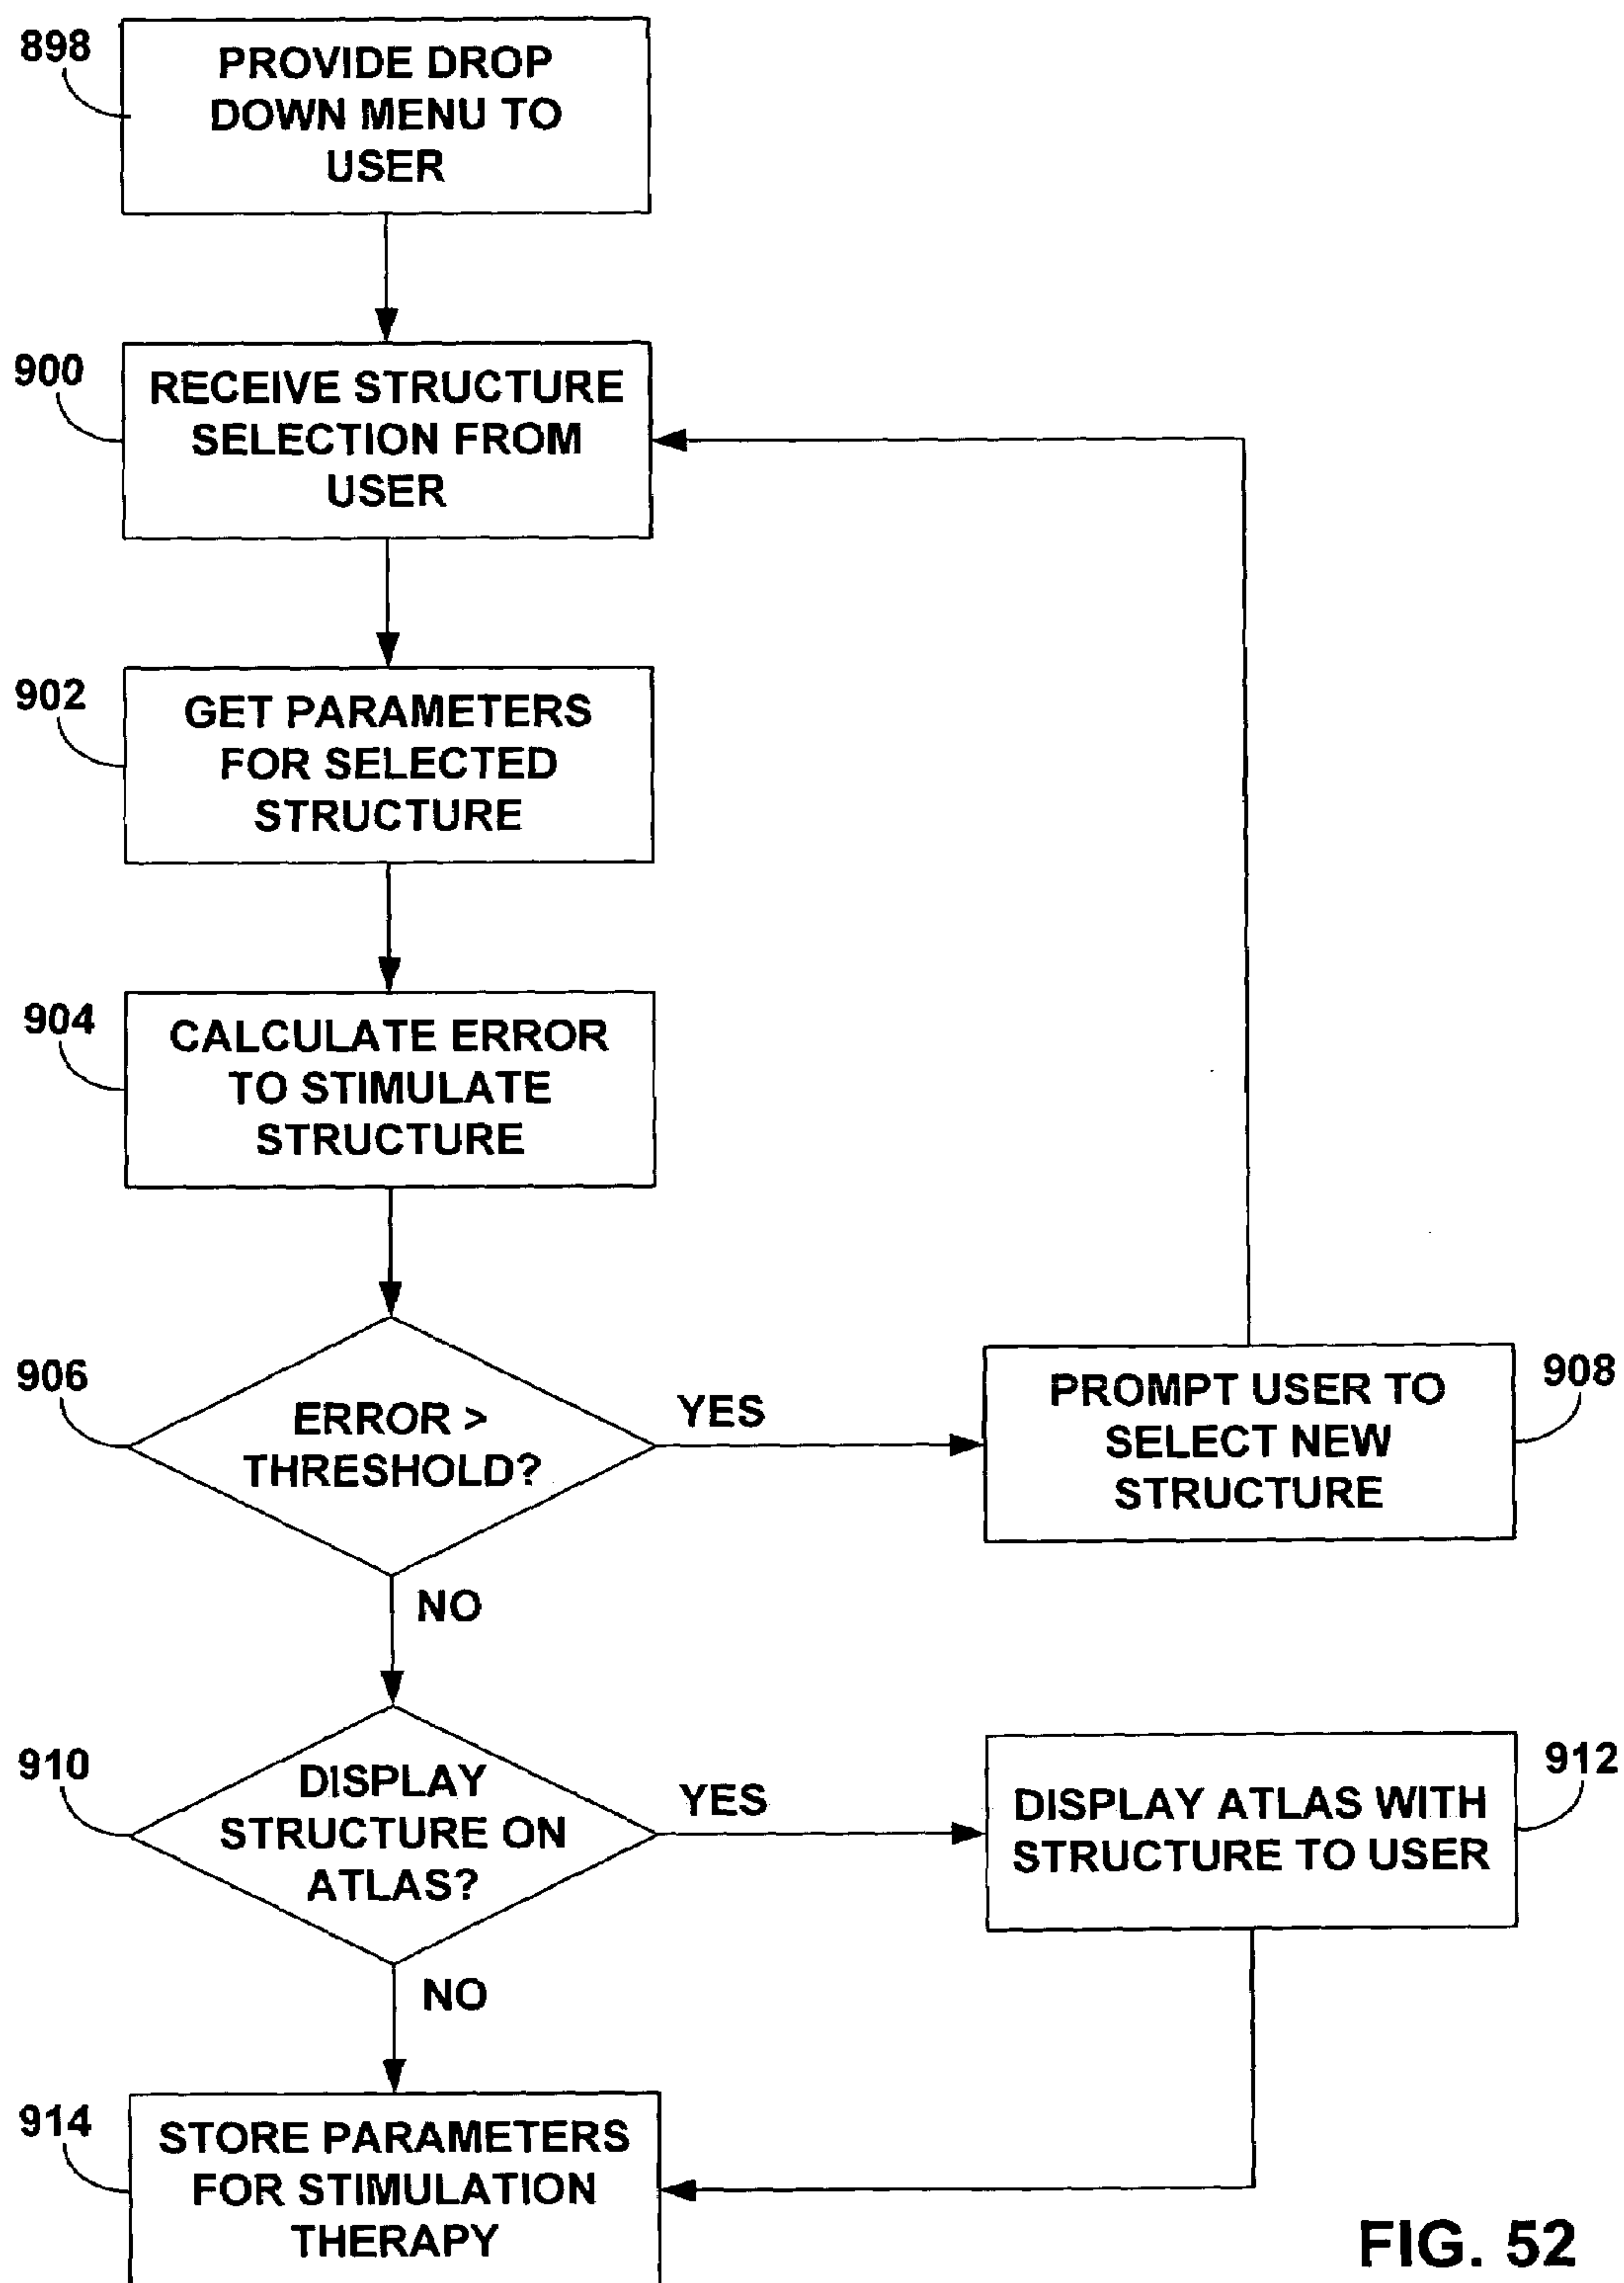 898
PROVIDE DROP
DOWN MENU TO
USER
900
RECEIVE STRUCTURE
SELECTION FROM
USER
902
GET PARAMETERS
FOR SELECTED
STRUCTURE
904
CALCULATE ERROR
TO STIMULATE
STRUCTURE
906
ERROR >
THRESHOLD?
YES
PROMPT USER TO
SELECT NEW
STRUCTURE
908
NO
910
DISPLAY
STRUCTURE ON
ATLAS?
YES
DISPLAY ATLAS WITH
STRUCTURE TO USER
912
NO
914
STORE PARAMETERS
FOR STIMULATION
THERAPY
FIG. 52